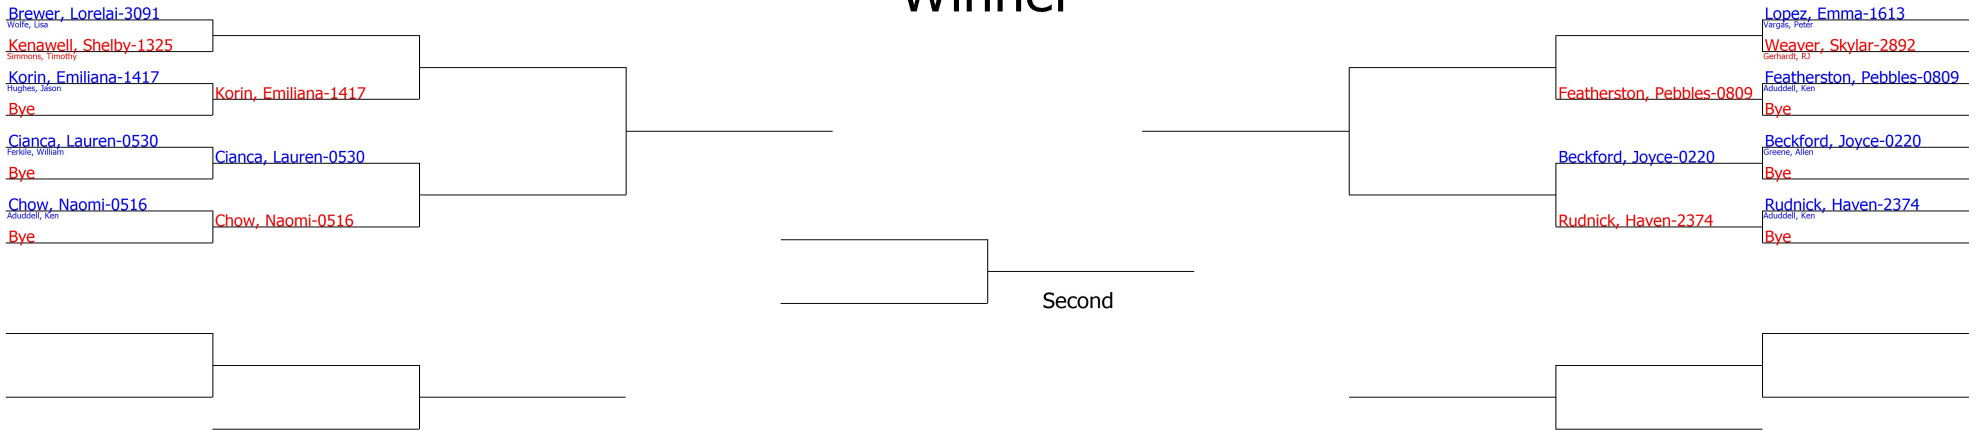 Winner
Brewer, Lorelai-3091
Wolfe, Lisa
Kenawell, Shelby-1325
Simmons, Timothy
Korin, Emiliana-1417
Hughes, Jason
Bye
Korin, Emiliana-1417
Cianca, Lauren-0530
Ferkile, William
Bye
Cianca, Lauren-0530
Chow, Naomi-0516
Aduddell, Ken
Bye
Chow, Naomi-0516
Second
Lopez, Emma-1613
Vargas, Peter
Weaver, Skylar-2892
Gerhardt, RJ
Featherston, Pebbles-0809
Featherston, Pebbles-0809
Aduddell, Ken
Bye
Beckford, Joyce-0220
Beckford, Joyce-0220
Greene, Allen
Bye
Rudnick, Haven-2374
Rudnick, Haven-2374
Aduddell, Ken
Bye